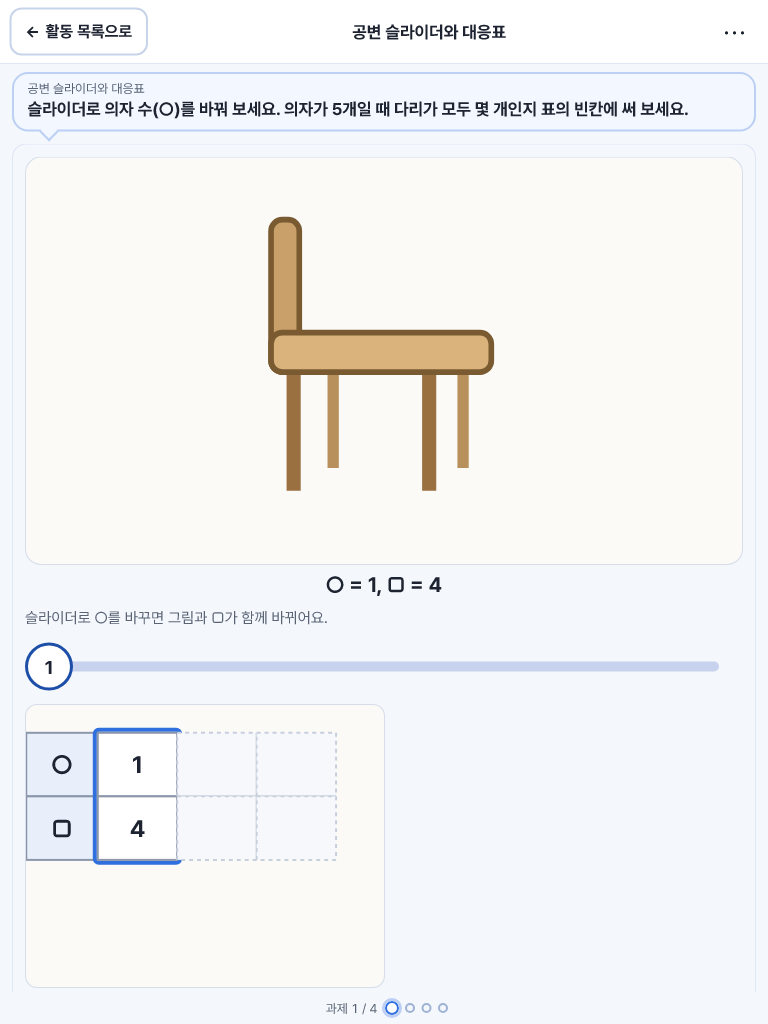 ← 활동 목록으로
공변 슬라이더와 대응표
...
공변 슬라이더와 대응표
슬라이더로 의자 수(○)를 바꿔 보세요. 의자가 5개일 때 다리가 모두 몇 개인지 표의 빈칸에 써 보세요.
○ = 1, □ = 4
슬라이더로 ○를 바꾸면 그림과 □가 함께 바뀌어요.
1
○ 1
□ 4
과제 1 / 4